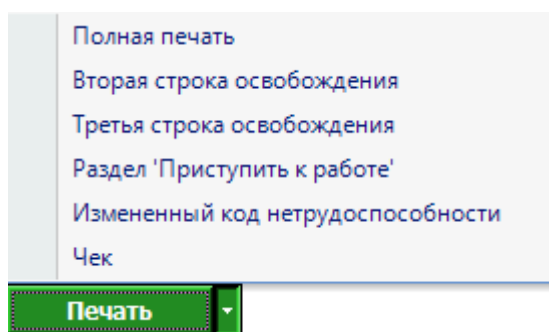 Полная печать
Вторая строка освобождения
Третья строка освобождения
Раздел 'Приступить к работе'
Измененный код нетрудоспособности
Чек
Печать